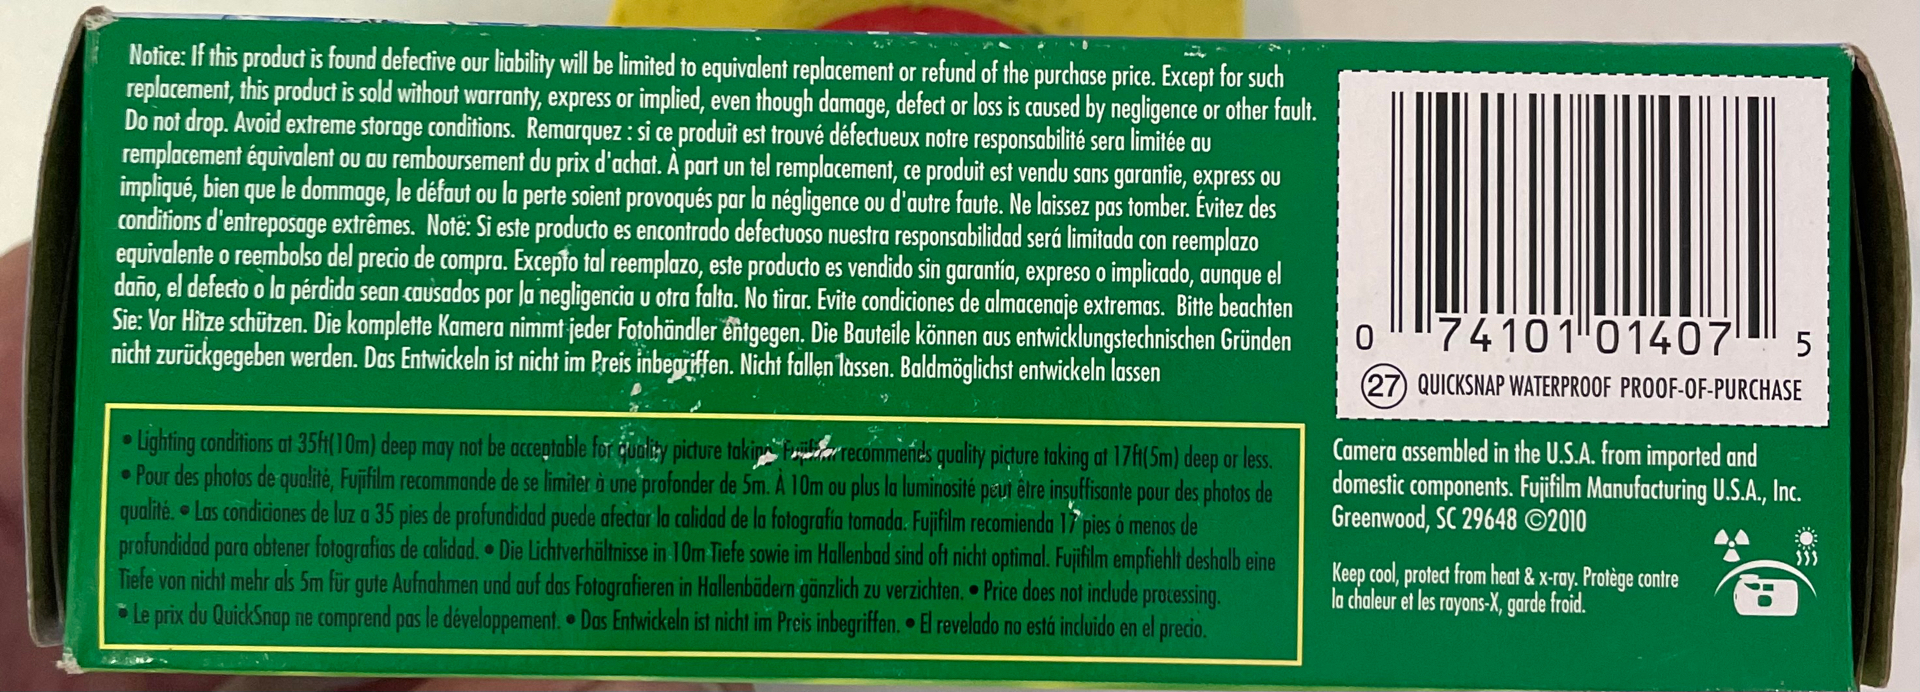 Notice: If this product is found defective our liability will be limited to equivalent replacement or refund of the purchase price. Except for such
replacement, this product is sold without warranty, express or implied, even though damage, defect or loss is caused by negligence or other fault.
Do not drop. Avoid extreme storage conditions. Remarquez : si ce produit est trouvé défectueux notre responsabilité sera limitée au
remplacement équivalent ou au remboursement du prix d'achat. À part un tel remplacement, ce produit est vendu sans garantie, express ou
impliqué, bien que le dommage, le défaut ou la perte soient provoqués par la négligence ou d'autre faute. Ne laissez pas tomber. Évitez des
conditions d'entreposage extrêmes. Note: Si este producto es encontrado defectuoso nuestra responsabilidad será limitada con reemplazo
equivalente o reembolso del precio de compra. Excepto tal reemplazo, este producto es vendido sin garantía, expreso o implicado, aunque el
daño, el defecto o la pérdida sean causados por la negligencia u otra falta. No tirar. Evite condiciones de almacenaje extremas. Bitte beachten
Sie: Vor Hitze schützen. Die komplette Kamera nimmt jeder Fotohändler entgegen. Die Bauteile können aus entwicklungstechnischen Gründen
nicht zurückgegeben werden. Das Entwickeln ist nicht im Preis inbegriffen. Nicht fallen lassen. Baldmöglichst entwickeln lassen
• Lighting conditions at 35ft(10m) deep may not be acceptable for quality picture taking. Fujifilm recommends quality picture taking at 17ft(5m) deep or less.
• Pour des photos de qualité, Fujifilm recommande de se limiter à une profonder de 5m. À 10m ou plus la luminosité peut être insuffisante pour des photos de
qualité. • Las condiciones de luz a 35 pies de profundidad puede afectar la calidad de la fotografía tomada. Fujifilm recomienda 17 pies ó menos de
profundidad para obtener fotografías de calidad. • Die Lichtverhältnisse in 10m Tiefe sowie im Hallenbad sind oft nicht optimal. Fujifilm empfiehlt deshalb eine
Tiefe von nicht mehr als 5m für gute Aufnahmen und auf das Fotografieren in Hallenbädern gänzlich zu verzichten. • Price does not include processing.
• Le prix du QuickSnap ne comprend pas le développement. • Das Entwickeln ist nicht im Preis inbegriffen. • El revelado no está incluido en el precio.
0 74101 01407 5
27 QUICKSNAP WATERPROOF PROOF-OF-PURCHASE
Camera assembled in the U.S.A. from imported and
domestic components. Fujifilm Manufacturing U.S.A., Inc.
Greenwood, SC 29648 ©2010
Keep cool, protect from heat & x-ray. Protège contre
la chaleur et les rayons-X, garde froid.